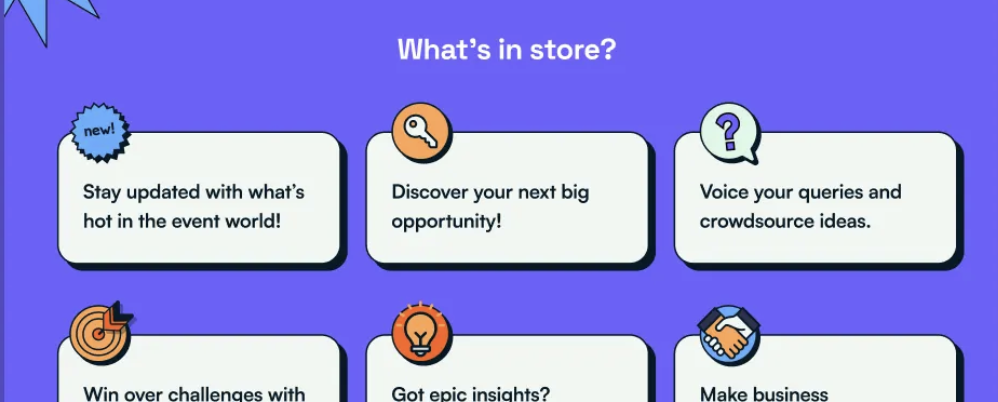 What's in store?
new!
Stay updated with what's
hot in the event world!
Discover your next big
opportunity!
Voice your queries and
crowdsource ideas.
Win over challenges with
Got epic insights?
Make business